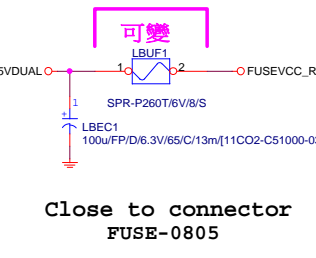 可變
LBUF1
5VDUAL 1 2 FUSEVCC_R
SPR-P260T/6V/8/S
1
+
LBEC1
100u/FP/D/6.3V/65/C/13m/[11CO2-C51000-03
Close to connector
FUSE-0805